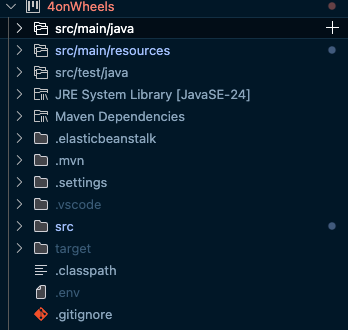 4onWheels
src/main/java
src/main/resources
src/test/java
JRE System Library [JavaSE-24]
Maven Dependencies
.elasticbeanstalk
.mvn
.settings
.vscode
src
target
.classpath
.env
.gitignore